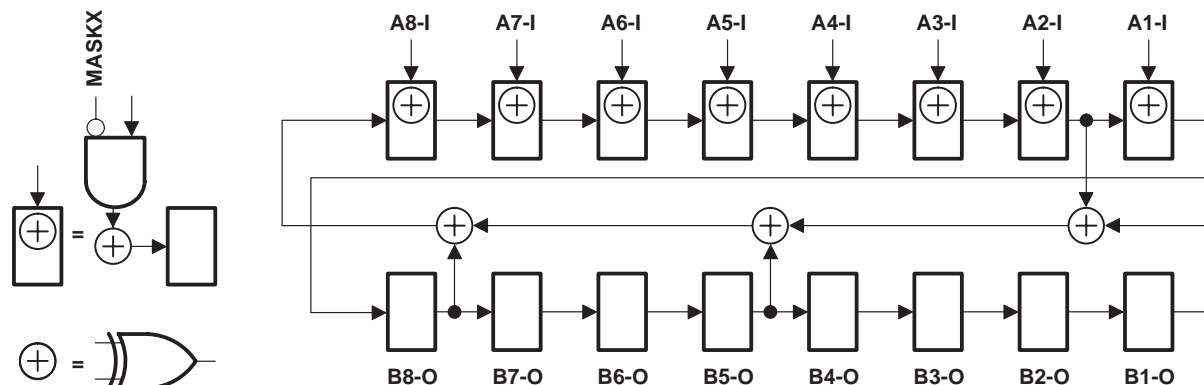 MASKX
A8-I A7-I A6-I A5-I A4-I A3-I A2-I A1-I
=
=
B8-O B7-O B6-O B5-O B4-O B3-O B2-O B1-O